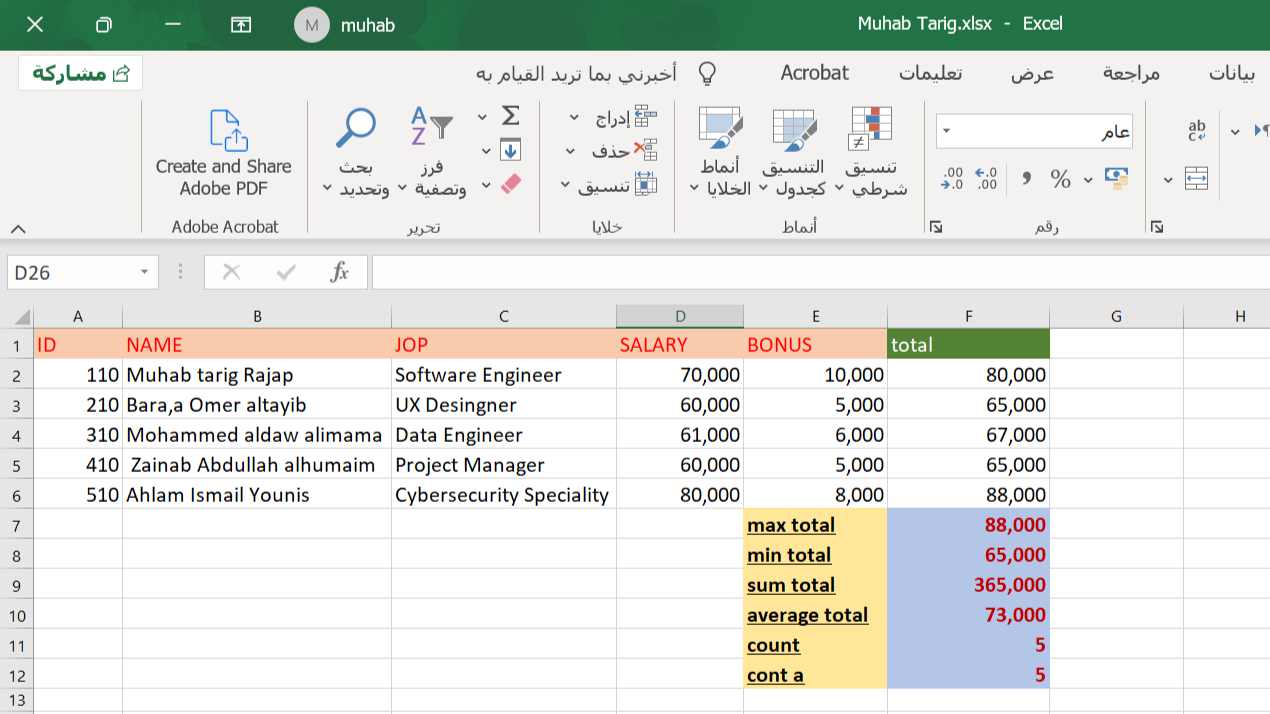 M muhab Muhab Tarig.xlsx - Excel
بيانات مراجعة عرض تعليمات Acrobat أخبرني بما تريد القيام به مشاركة
عام
ab
c
% , .00 .0 .0 .00
رقم
تنسيق شرطي
التنسيق كجدول
أنماط الخلايا
أنماط
إدراج
حذف
تنسيق
خلايا
Σ
A
Z
فرز وتصفية
بحث وتحديد
تحرير
Create and Share
Adobe PDF
Adobe Acrobat
D26 fx
A B C D E F G H
1 ID NAME JOP SALARY BONUS total
2 110 Muhab tarig Rajap Software Engineer 70,000 10,000 80,000
3 210 Bara,a Omer altayib UX Desingner 60,000 5,000 65,000
4 310 Mohammed aldaw alimama Data Engineer 61,000 6,000 67,000
5 410 Zainab Abdullah alhumaim Project Manager 60,000 5,000 65,000
6 510 Ahlam Ismail Younis Cybersecurity Speciality 80,000 8,000 88,000
7 max total 88,000
8 min total 65,000
9 sum total 365,000
10 average total 73,000
11 count 5
12 cont a 5
13